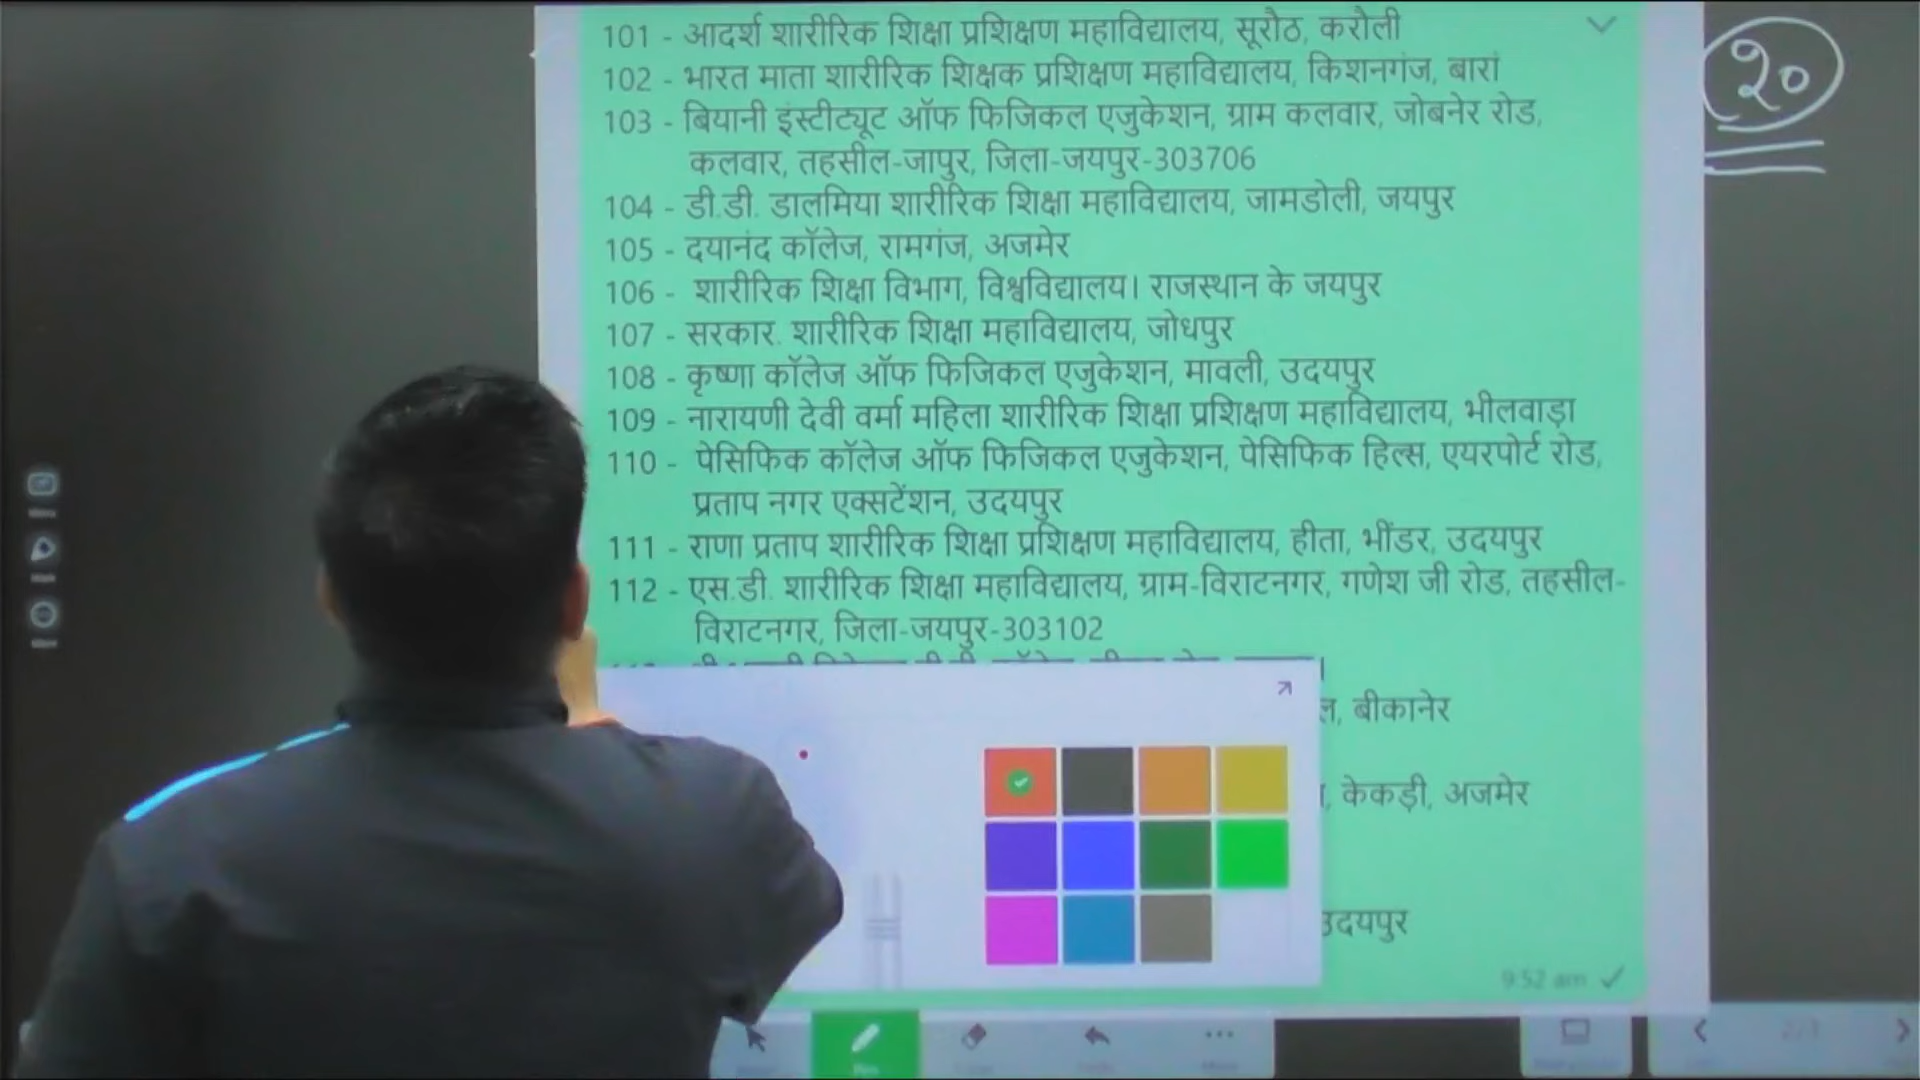 101 - आदर्श शारीरिक शिक्षा प्रशिक्षण महाविद्यालय, सूरौठ, करौली
२०
102 - भारत माता शारीरिक शिक्षक प्रशिक्षण महाविद्यालय, किशनगंज, बारां
103 - बियानी इंस्टीट्यूट ऑफ फिजिकल एजुकेशन, ग्राम कलवार, जोबनेर रोड,
कलवार, तहसील-जापुर, जिला-जयपुर-303706
104 - डी.डी. डालमिया शारीरिक शिक्षा महाविद्यालय, जामडोली, जयपुर
105 - दयानंद कॉलेज, रामगंज, अजमेर
106 - शारीरिक शिक्षा विभाग, विश्वविद्यालय। राजस्थान के जयपुर
107 - सरकार. शारीरिक शिक्षा महाविद्यालय, जोधपुर
108 - कृष्णा कॉलेज ऑफ फिजिकल एजुकेशन, मावली, उदयपुर
109 - नारायणी देवी वर्मा महिला शारीरिक शिक्षा प्रशिक्षण महाविद्यालय, भीलवाड़ा
110 - पेसिफिक कॉलेज ऑफ फिजिकल एजुकेशन, पेसिफिक हिल्स, एयरपोर्ट रोड,
प्रताप नगर एक्सटेंशन, उदयपुर
111 - राणा प्रताप शारीरिक शिक्षा प्रशिक्षण महाविद्यालय, हीता, भींडर, उदयपुर
112 - एस.डी. शारीरिक शिक्षा महाविद्यालय, ग्राम-विराटनगर, गणेश जी रोड, तहसील-
विराटनगर, जिला-जयपुर-303102
बीकानेर
केकड़ी, अजमेर
उदयपुर
9:52 am